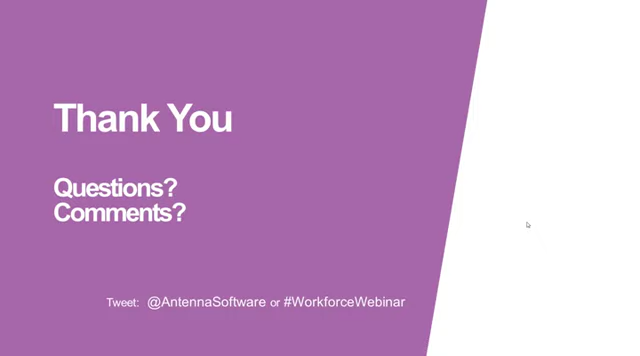 Thank You
Questions?
Comments?
Tweet: @AntennaSoftware or #WorkforceWebinar